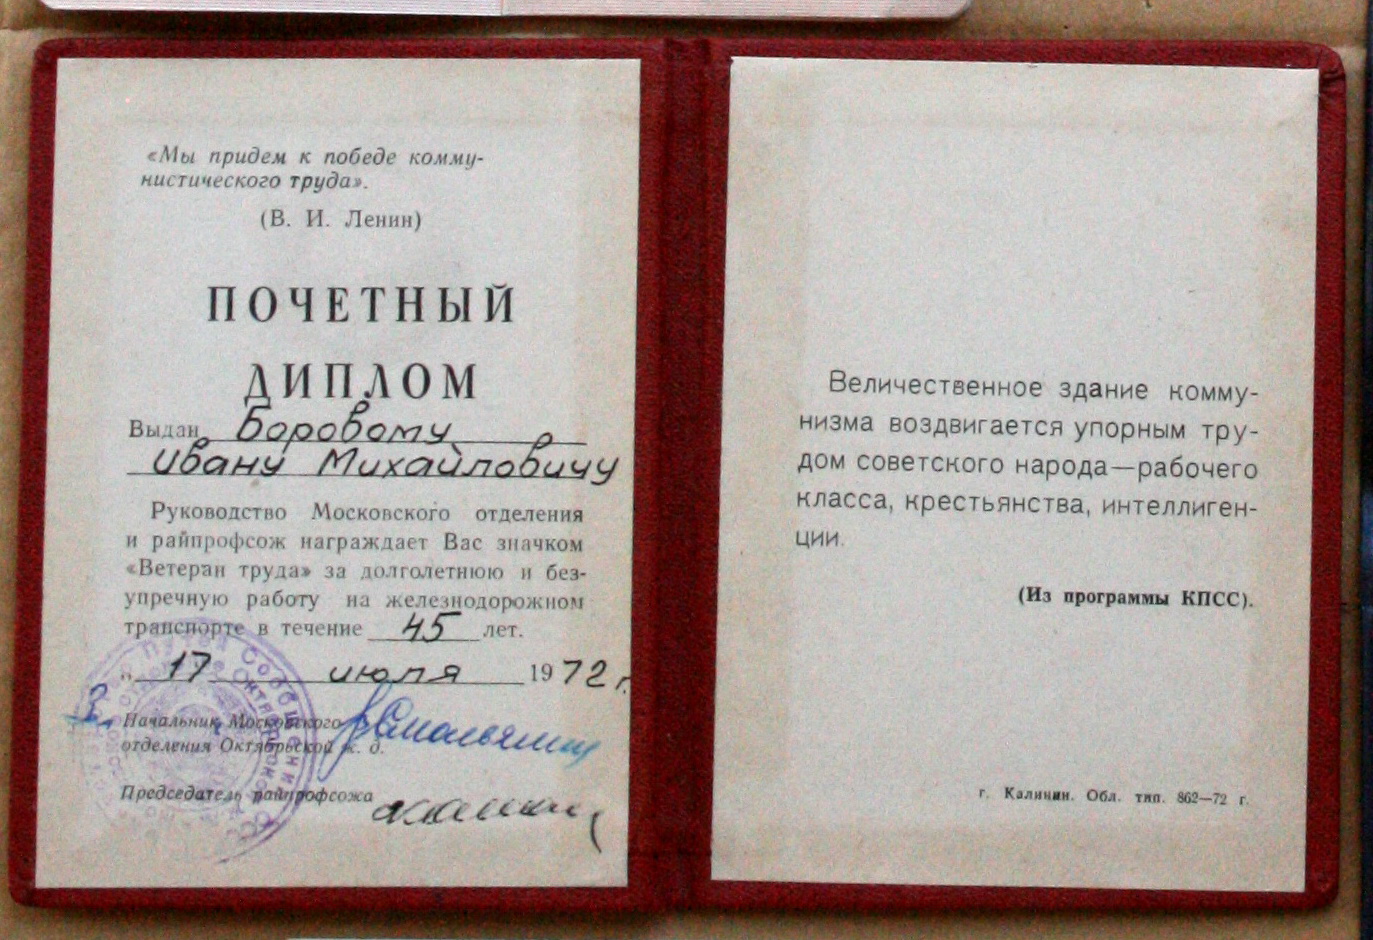 «Мы придем к победе комму-
нистического труда».
(В. И. Ленин)
ПОЧЕТНЫЙ
ДИПЛОМ
Выдан Боровому
Ивану Михайловичу
Руководство Московского отделения
и райпрофсож награждает Вас значком
«Ветеран труда» за долголетнюю и без-
упречную работу на железнодорожном
транспорте в течение 45 лет.
„ 17 июля 1972 г.
Начальник Московского
отделения Октябрьской ж. д.
Председатель райпрофсожа
Величественное здание комму-
низма воздвигается упорным тру-
дом советского народа—рабочего
класса, крестьянства, интеллиген-
ции.
(Из программы КПСС).
г. Калинин. Обл. тип. 862—72 г.